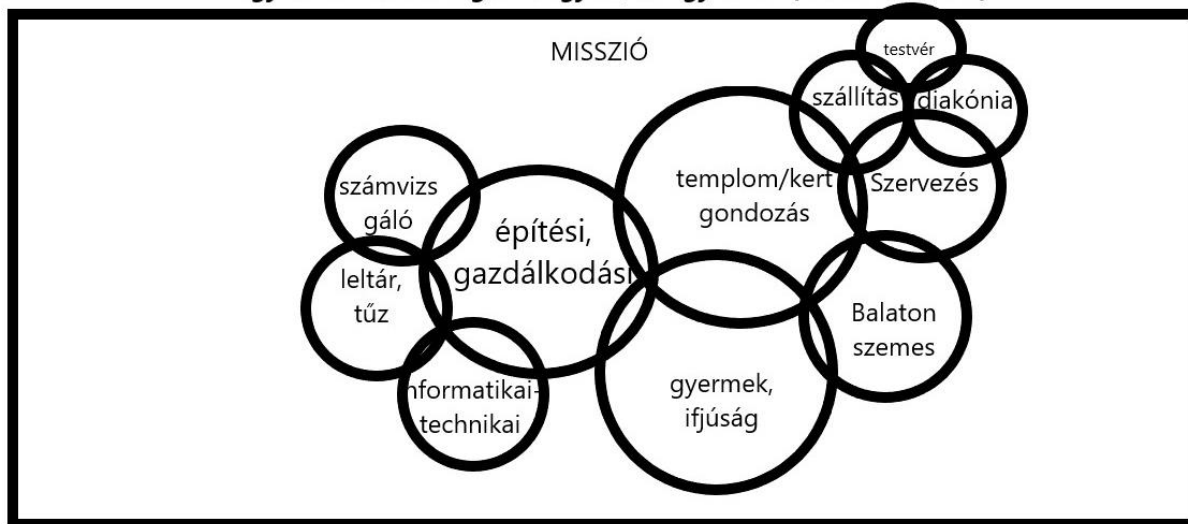 MISSZIÓ
testvér
szállítás
diakónia
templom/kert
gondozás
Szervezés
számvizs
gáló
építési,
gazdálkodási
leltár,
tűz
Balaton
szemes
nformatikai-
technikai
gyermek,
ifjúság